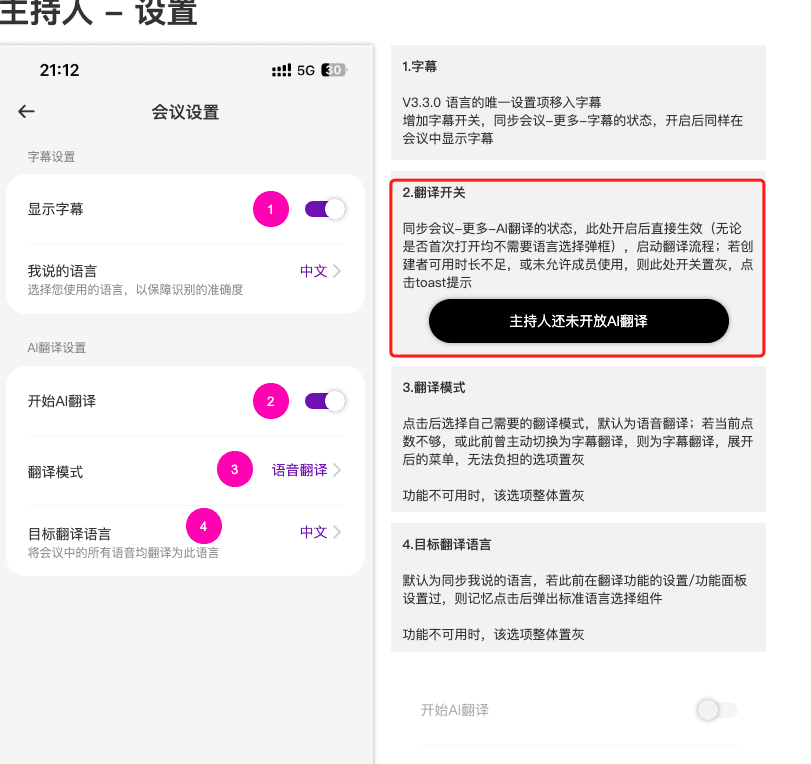 主持人 – 设置
21:12
5G
30
会议设置
字幕设置
显示字幕
1
我说的语言
中文
选择您使用的语言，以保障识别的准确度
AI翻译设置
开始AI翻译
2
翻译模式
3
语音翻译
目标翻译语言
4
中文
将会议中的所有语音均翻译为此语言
1.字幕
V3.3.0 语言的唯一设置项移入字幕
增加字幕开关，同步会议–更多–字幕的状态，开启后同样在
会议中显示字幕
2.翻译开关
同步会议–更多–AI翻译的状态，此处开启后直接生效（无论
是否首次打开均不需要语言选择弹框），启动翻译流程；若创
建者可用时长不足，或未允许成员使用，则此处开关置灰，点
击toast提示
主持人还未开放AI翻译
3.翻译模式
点击后选择自己需要的翻译模式，默认为语音翻译；若当前点
数不够，或此前曾主动切换为字幕翻译，则为字幕翻译，展开
后的菜单，无法负担的选项置灰
功能不可用时，该选项整体置灰
4.目标翻译语言
默认为同步我说的语言，若此前在翻译功能的设置/功能面板
设置过，则记忆点击后弹出标准语言选择组件
功能不可用时，该选项整体置灰
开始AI翻译